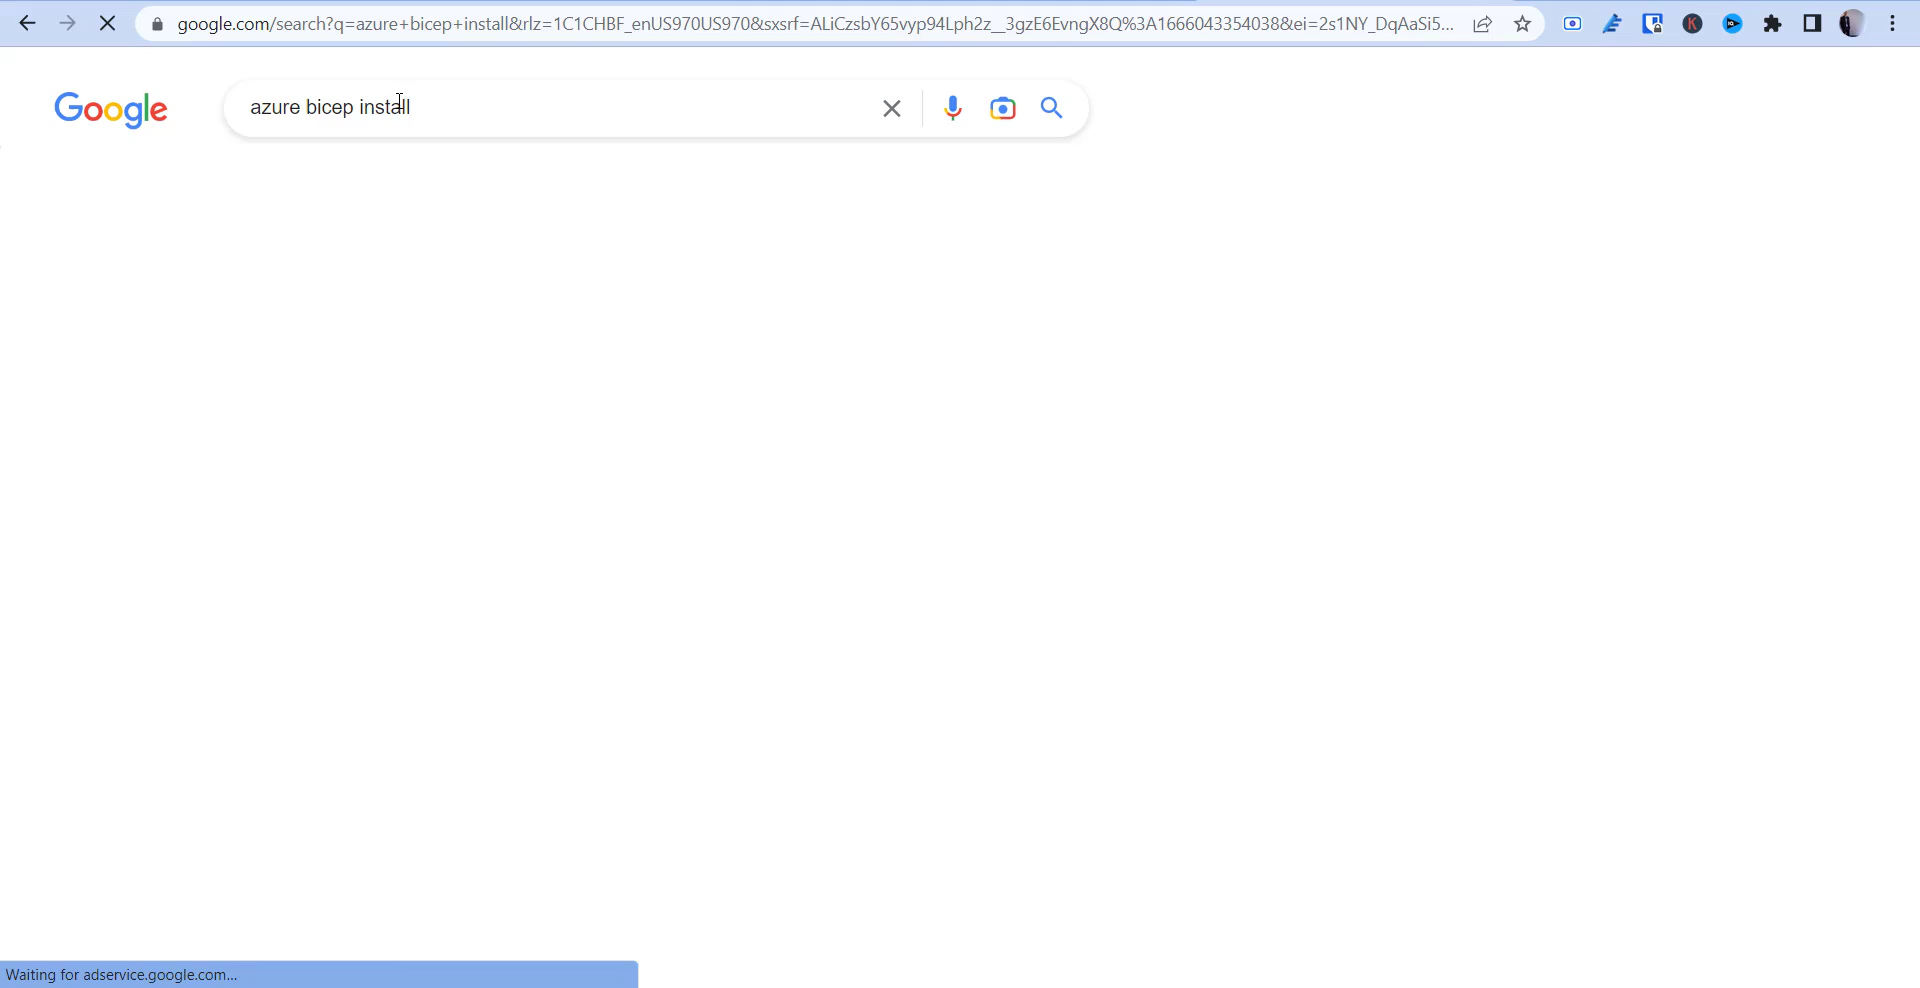 google.com/search?q=azure+bicep+install&rlz=1C1CHBF_enUS970US970&sxsrf=ALiCzsbY65vyp94Lph2z__3gzE6EvngX8Q%3A1666043354038&ei=2s1NY_DqAaSi5...
Google
azure bicep install
Waiting for adservice.google.com...